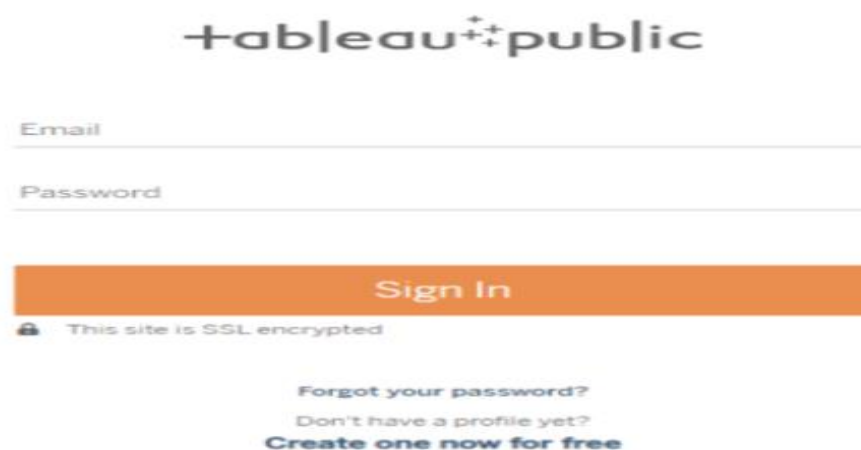 +ableau public
Email
Password
Sign In
This site is SSL encrypted
Forgot your password?
Don't have a profile yet?
Create one now for free